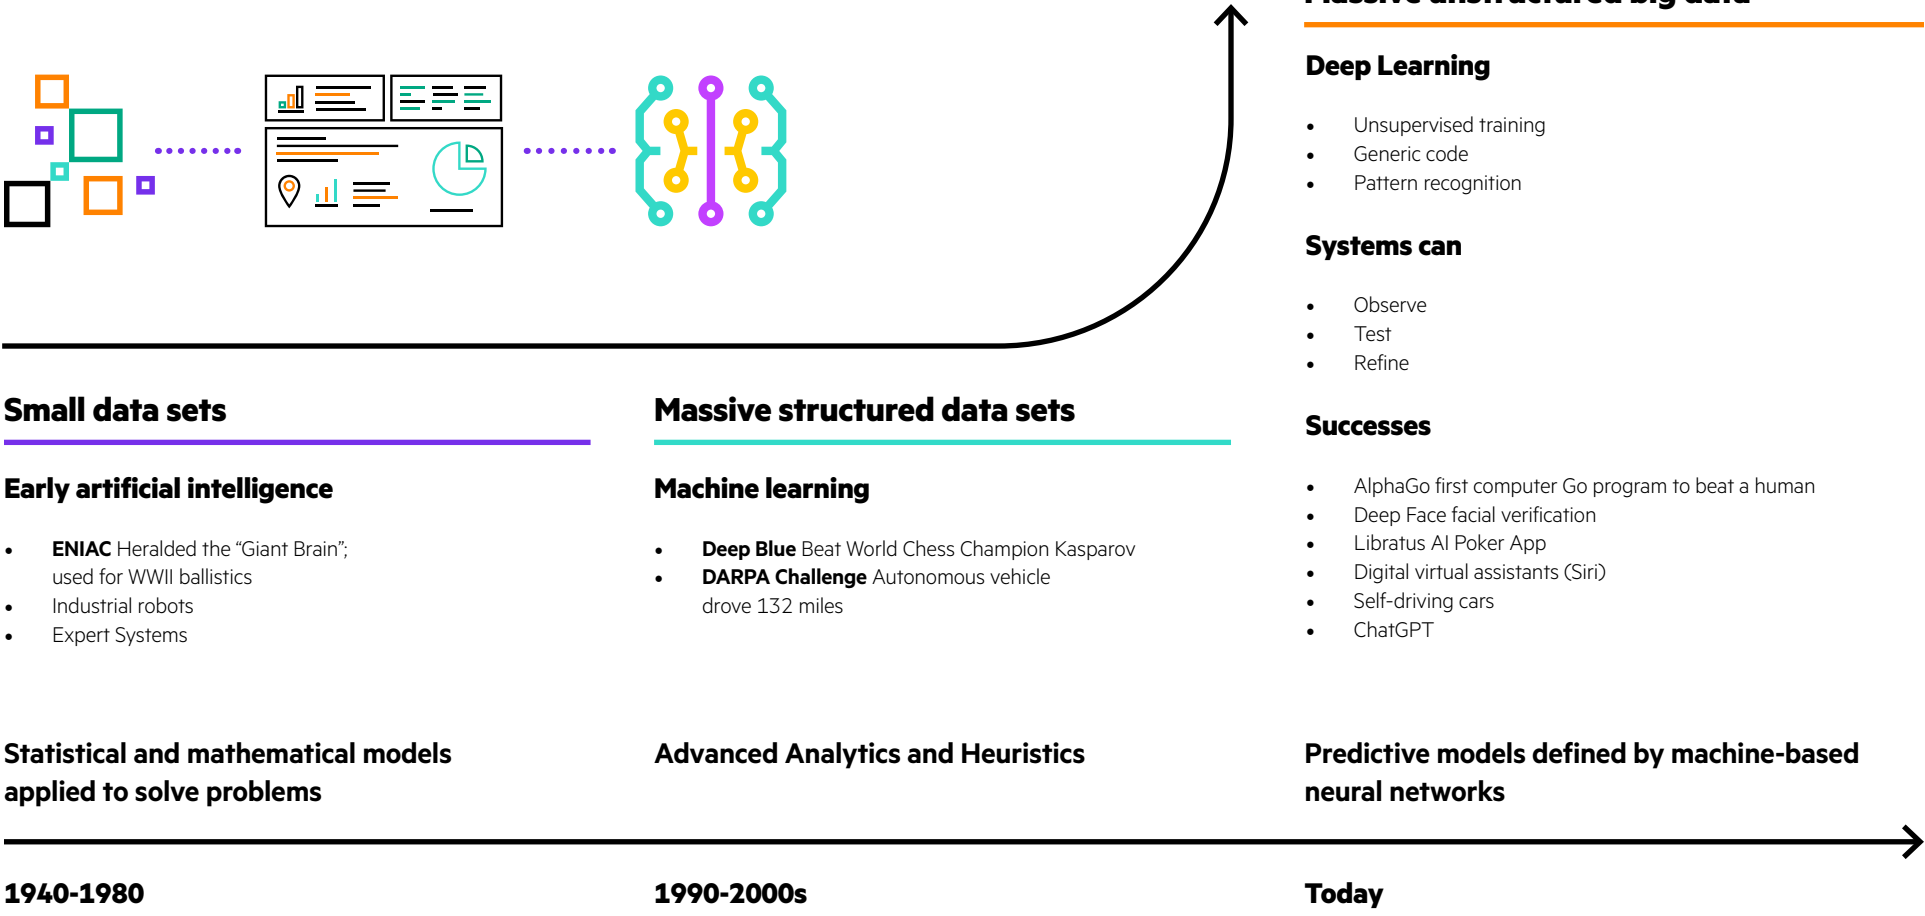 Massive unstructured big data
Deep Learning
• Unsupervised training
• Generic code
• Pattern recognition
Systems can
• Observe
• Test
• Refine
Successes
• AlphaGo first computer Go program to beat a human
• Deep Face facial verification
• Libratus AI Poker App
• Digital virtual assistants (Siri)
• Self-driving cars
• ChatGPT
Small data sets
Early artificial intelligence
• ENIAC Heralded the “Giant Brain”;
used for WWII ballistics
• Industrial robots
• Expert Systems
Massive structured data sets
Machine learning
• Deep Blue Beat World Chess Champion Kasparov
• DARPA Challenge Autonomous vehicle
drove 132 miles
Statistical and mathematical models
applied to solve problems
Advanced Analytics and Heuristics
Predictive models defined by machine-based
neural networks
1940-1980
1990-2000s
Today